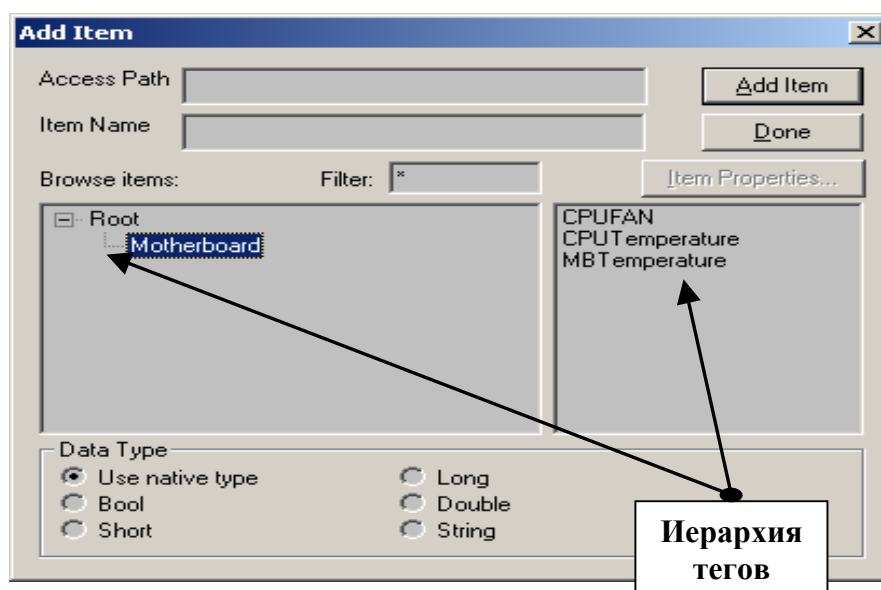 Add Item
Access Path
Add Item
Item Name
Done
Browse items:
Filter: *
Item Properties...
Root
Motherboard
CPUFAN
CPUTemperature
MBTemperature
Data Type
Use native type
Long
Bool
Double
Short
String
Иерархия
тегов